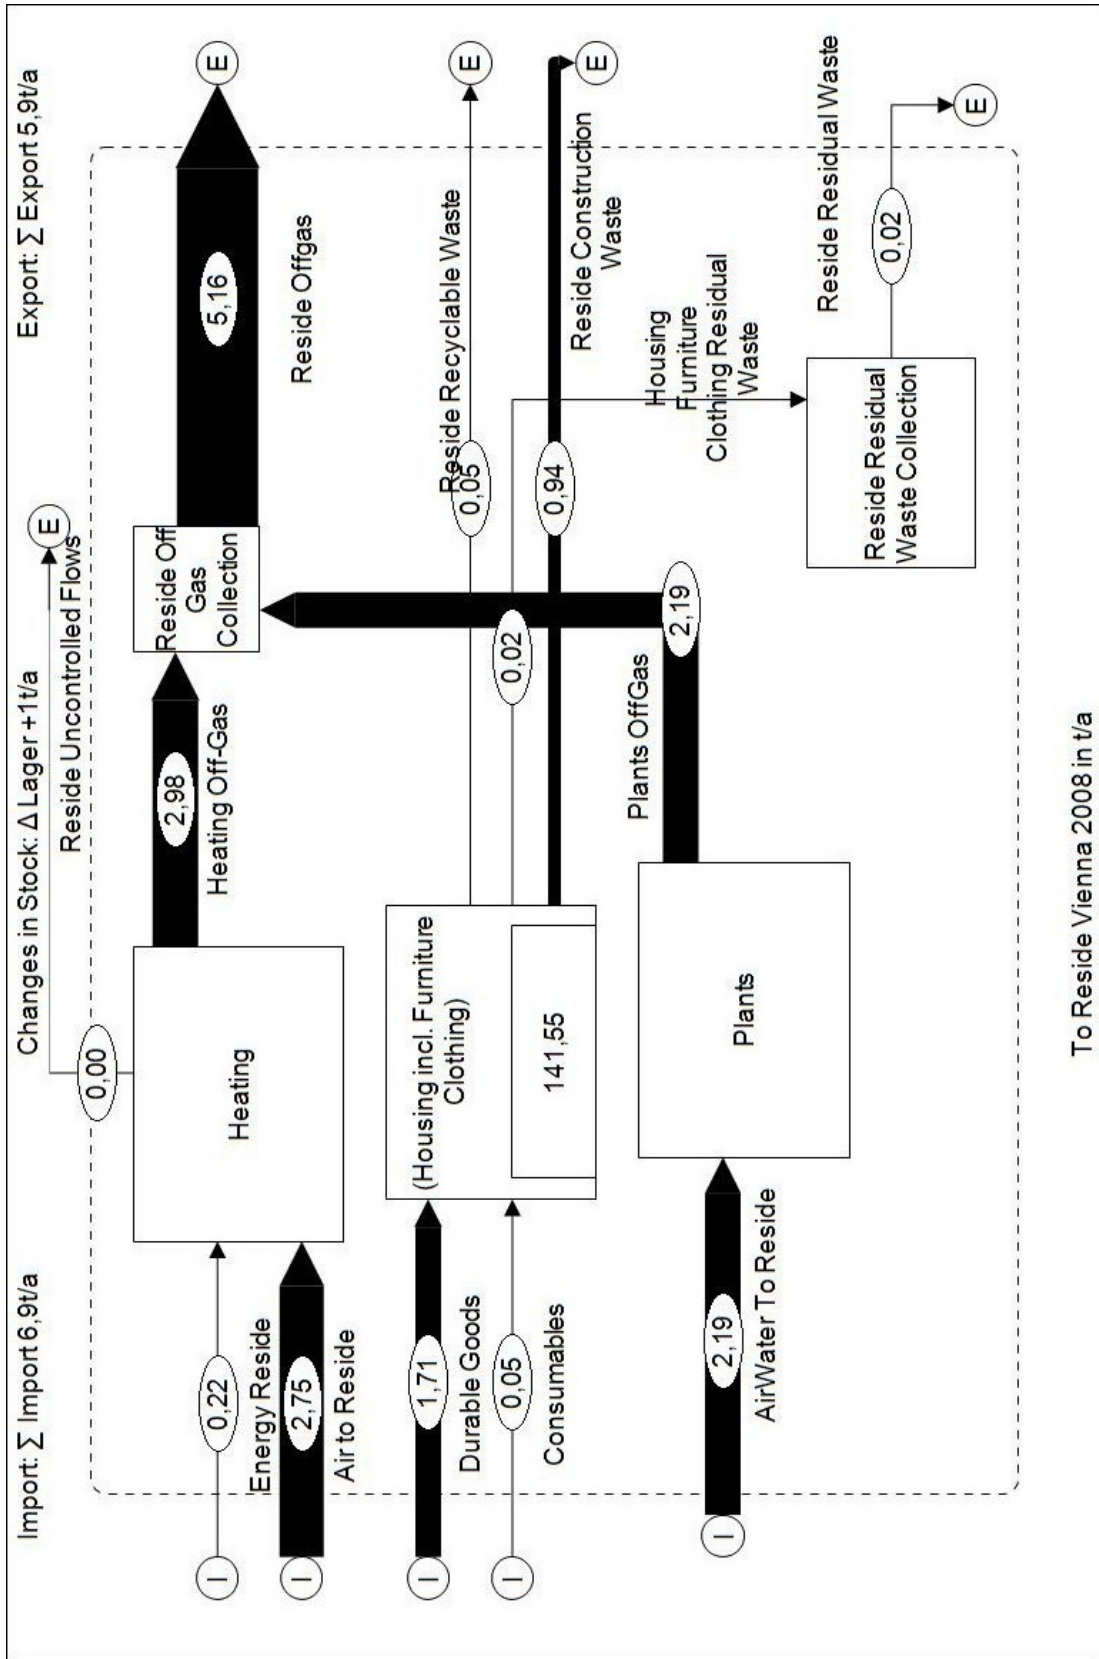 Import: ∑ Import 6,9t/a
Changes in Stock: Δ Lager +1t/a
Export: ∑ Export 5,9t/a
E
Reside Uncontrolled Flows
0,00
I
0,22
Energy Reside
I
2,75
Air to Reside
Heating
2,98
Heating Off-Gas
Reside Off
Gas
Collection
5,16
Reside Offgas
E
I
1,71
Durable Goods
I
0,05
Consumables
(Housing incl. Furniture
Clothing)
141,55
0,05
Reside Recyclable Waste
E
0,02
0,94
Reside Construction
Waste
E
Housing
Furniture
Clothing Residual
Waste
I
2,19
AirWater To Reside
Plants
Plants OffGas
2,19
Reside Residual
Waste Collection
0,02
Reside Residual Waste
E
To Reside Vienna 2008 in t/a